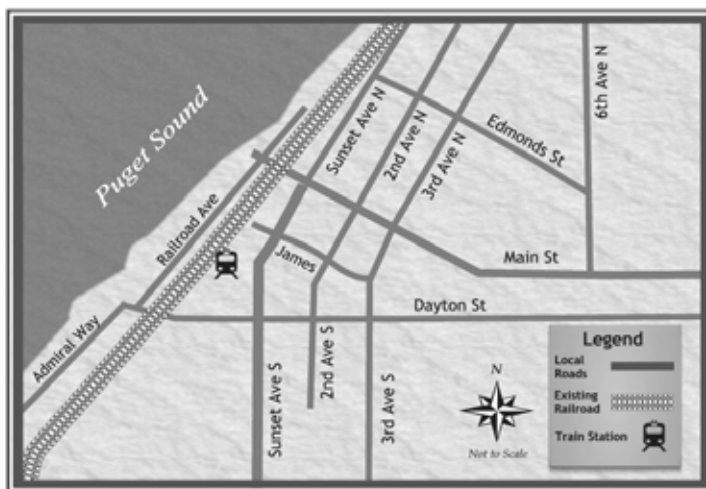 Puget Sound
Railroad Ave
Admiral Way
Sunset Ave N
2nd Ave N
3rd Ave N
Edmonds St
6th Ave N
James
Main St
Dayton St
Sunset Ave S
2nd Ave S
3rd Ave S
N
Not to Scale
Legend
Local
Roads
Existing
Railroad
Train Station